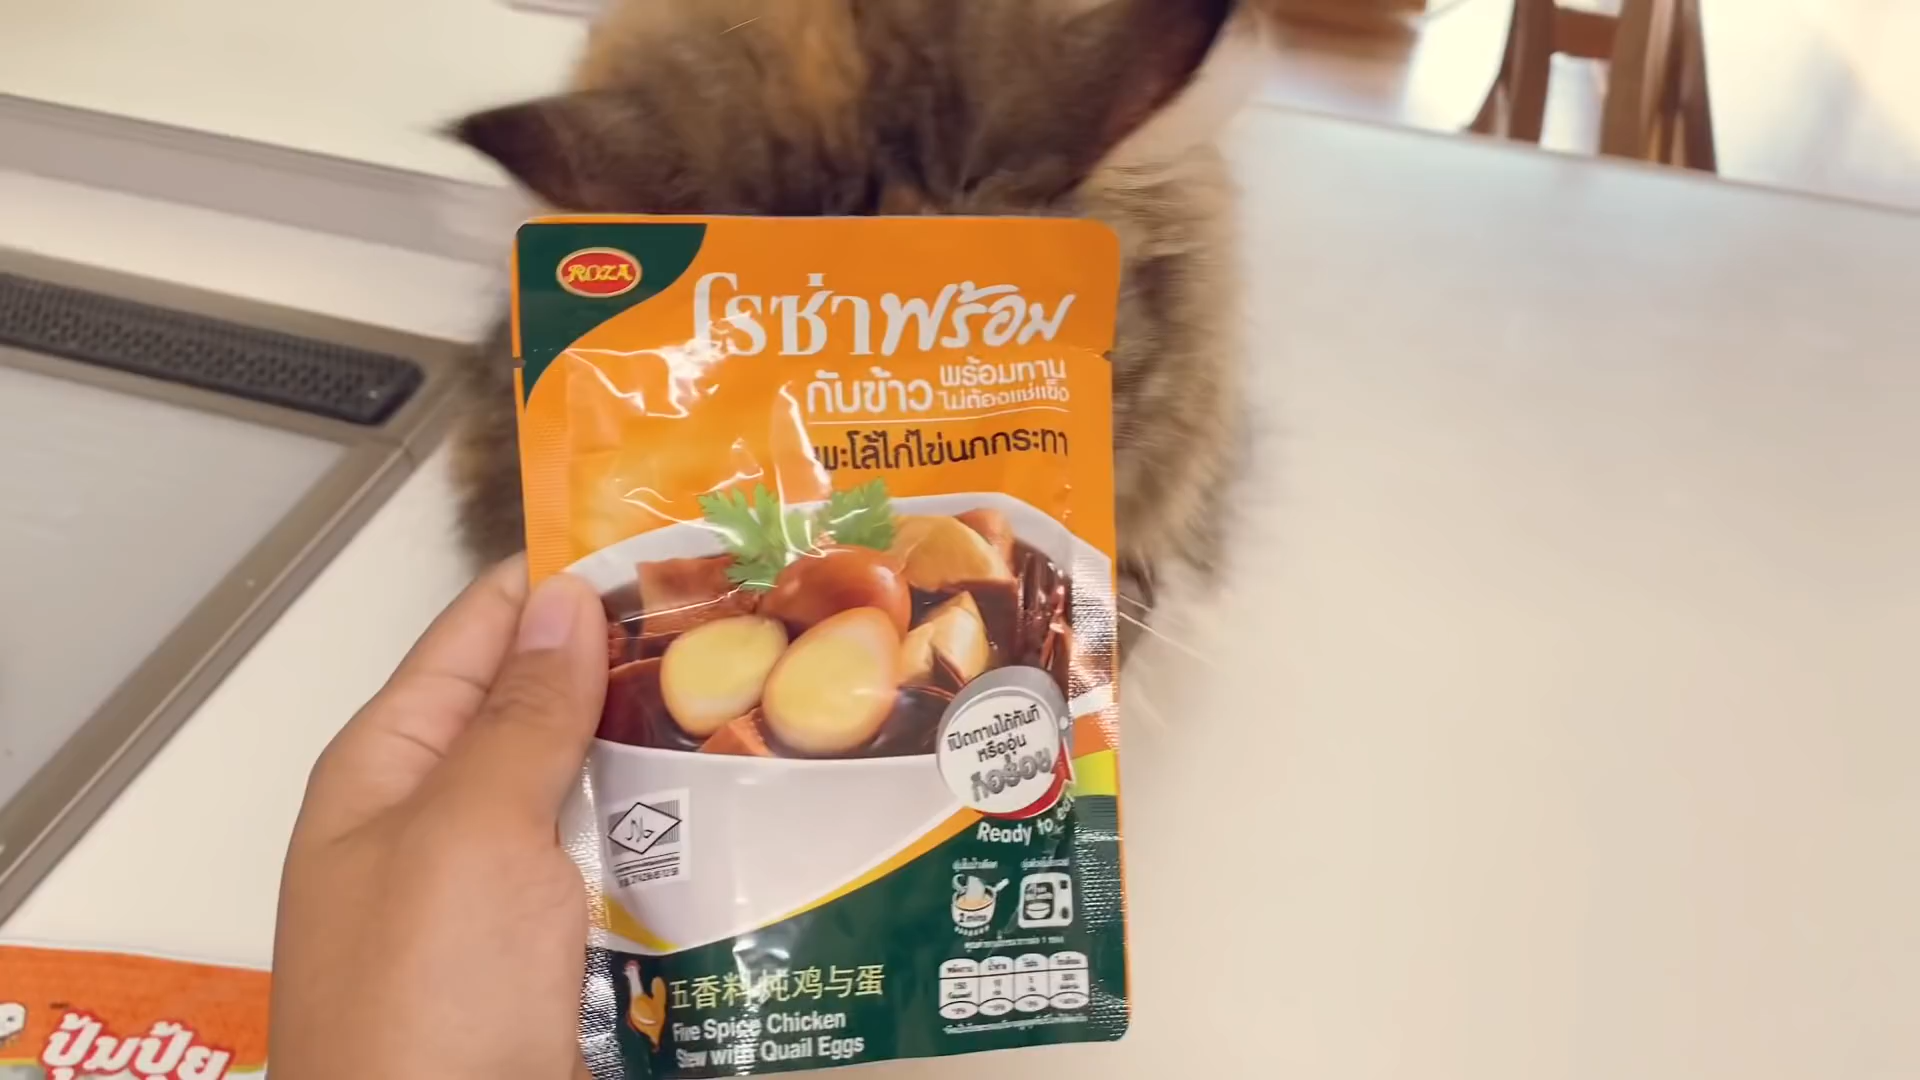 ROZA
โรซ่าพร้อม
กับข้าว พร้อมทาน
ไม่ต้องแช่แข็ง
พะโล้ไก่ไข่นกกระทา
เปิดทานได้ทันที
หรืออุ่น
ก็อร่อย
Ready to
2 mins
五香料炖鸡与蛋
Five Spice Chicken
Stew with Quail Eggs
ปุ้มปุ้ย